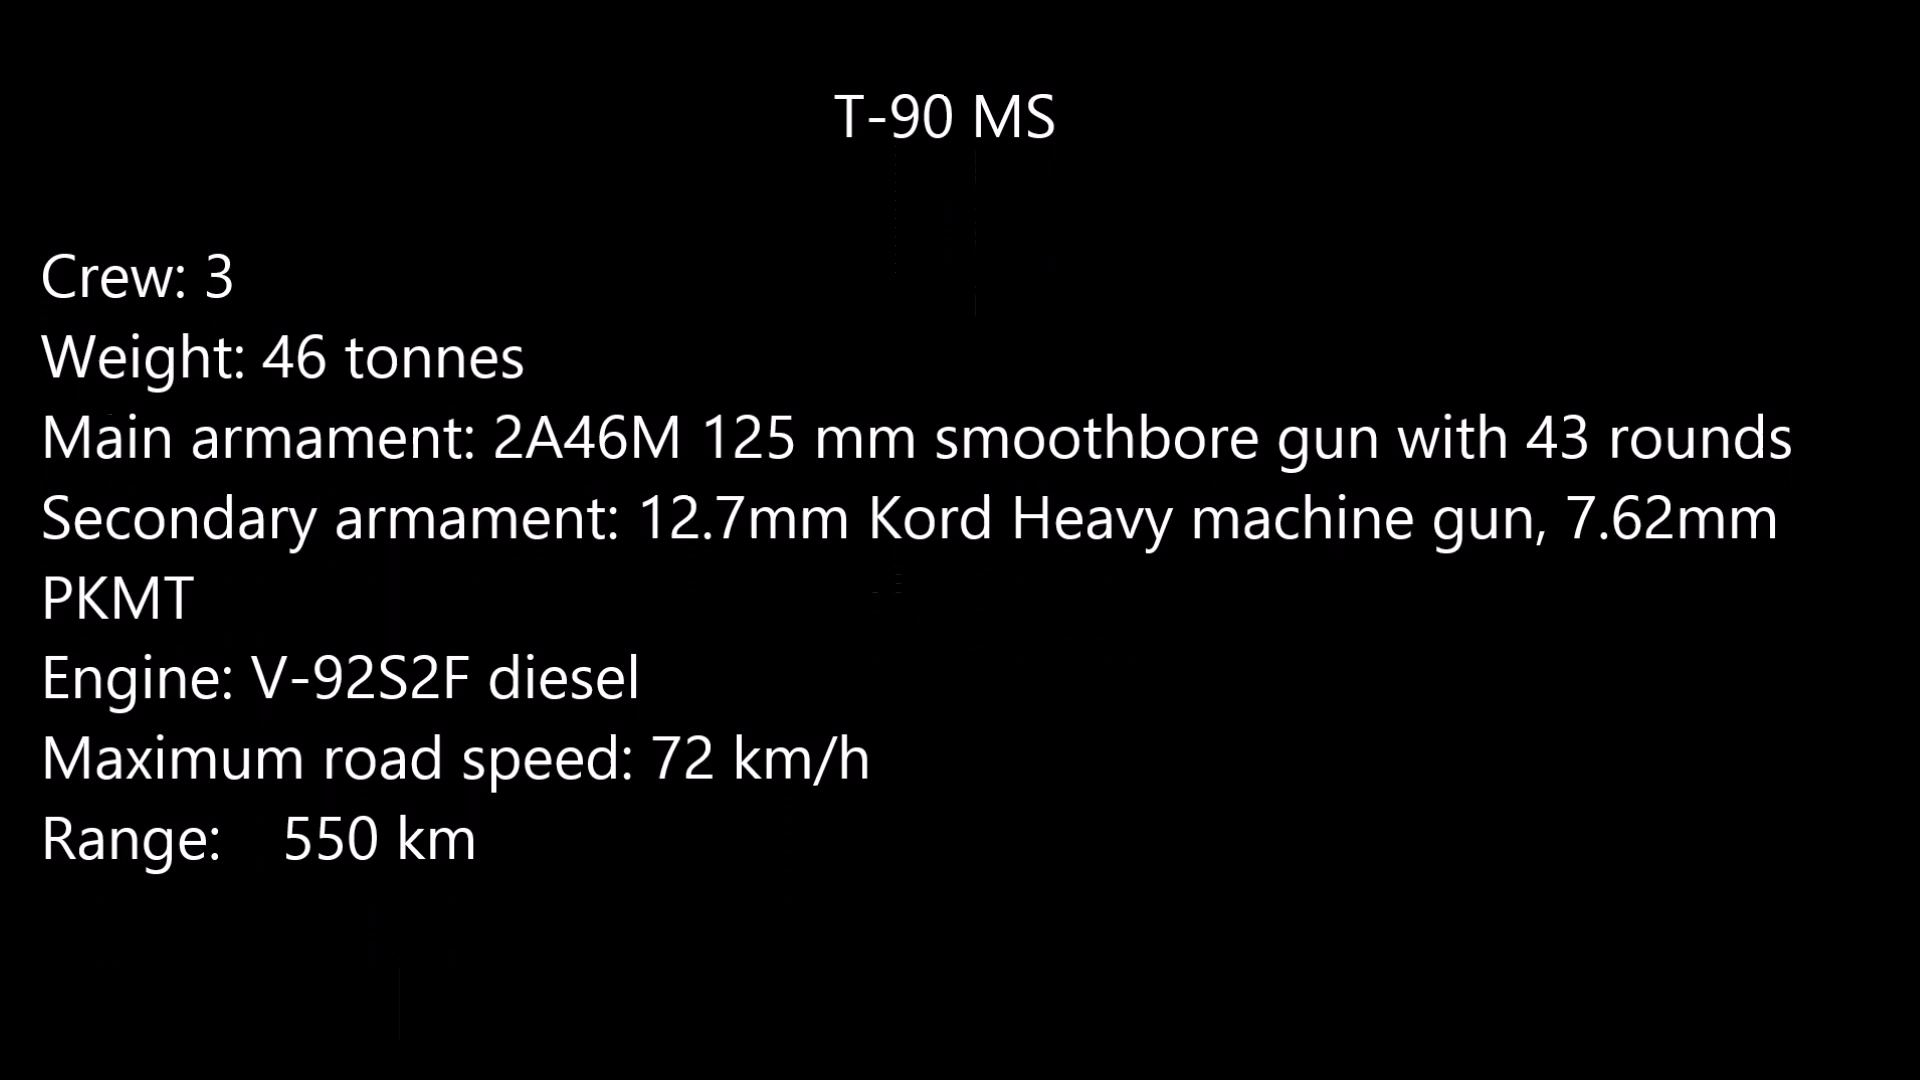 T-90 MS
Crew: 3
Weight: 46 tonnes
Main armament: 2A46M 125 mm smoothbore gun with 43 rounds
Secondary armament: 12.7mm Kord Heavy machine gun, 7.62mm
PKMT
Engine: V-92S2F diesel
Maximum road speed: 72 km/h
Range: 550 km